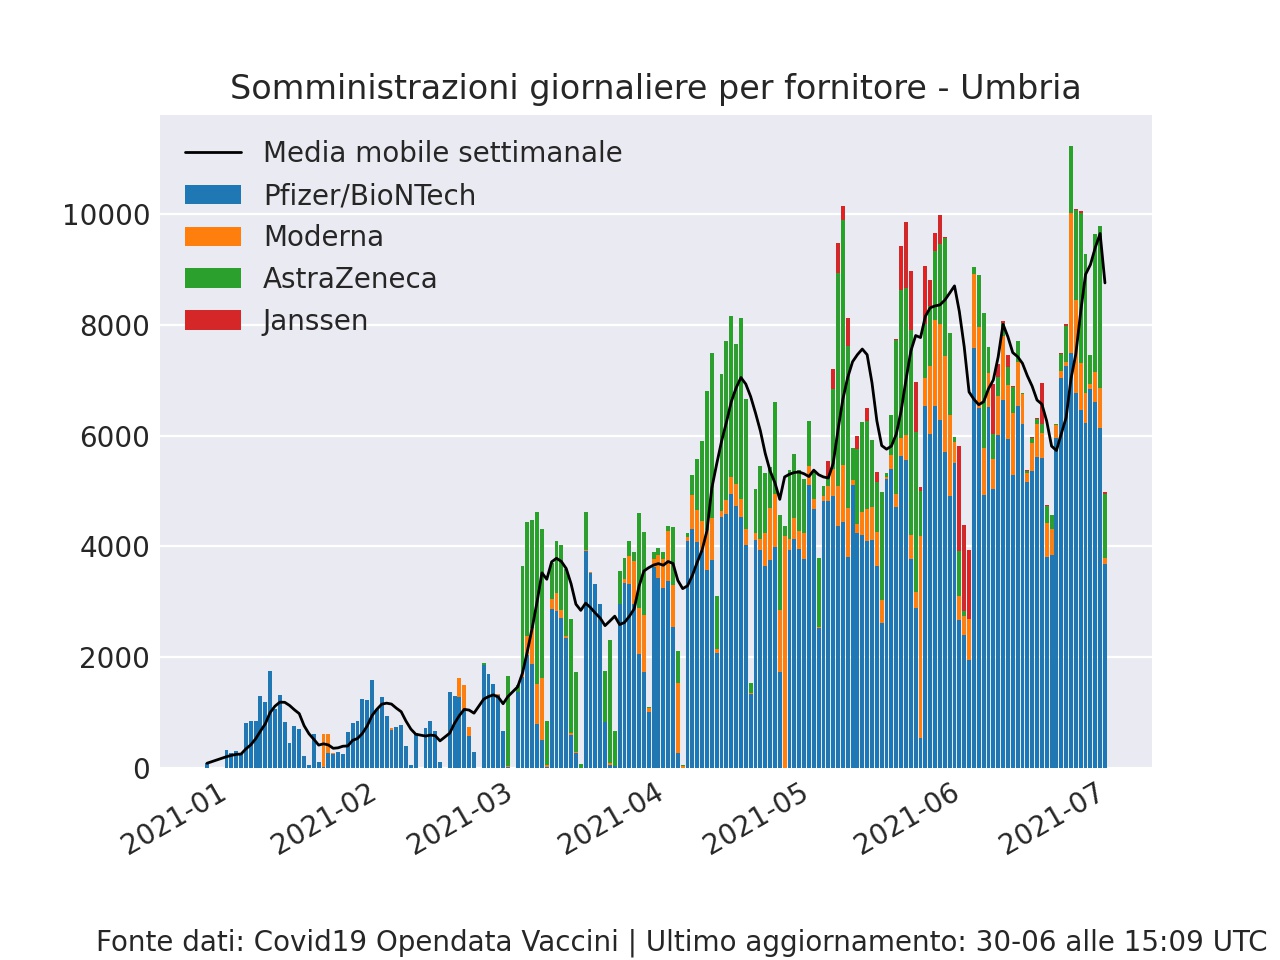 Somministrazioni giornaliere per fornitore - Umbria
Media mobile settimanale
Pfizer/BioNTech
Moderna
AstraZeneca
Janssen
10000
8000
6000
4000
2000
0
2021-01
2021-02
2021-03
2021-04
2021-05
2021-06
2021-07
Fonte dati: Covid19 Opendata Vaccini | Ultimo aggiornamento: 30-06 alle 15:09 UTC